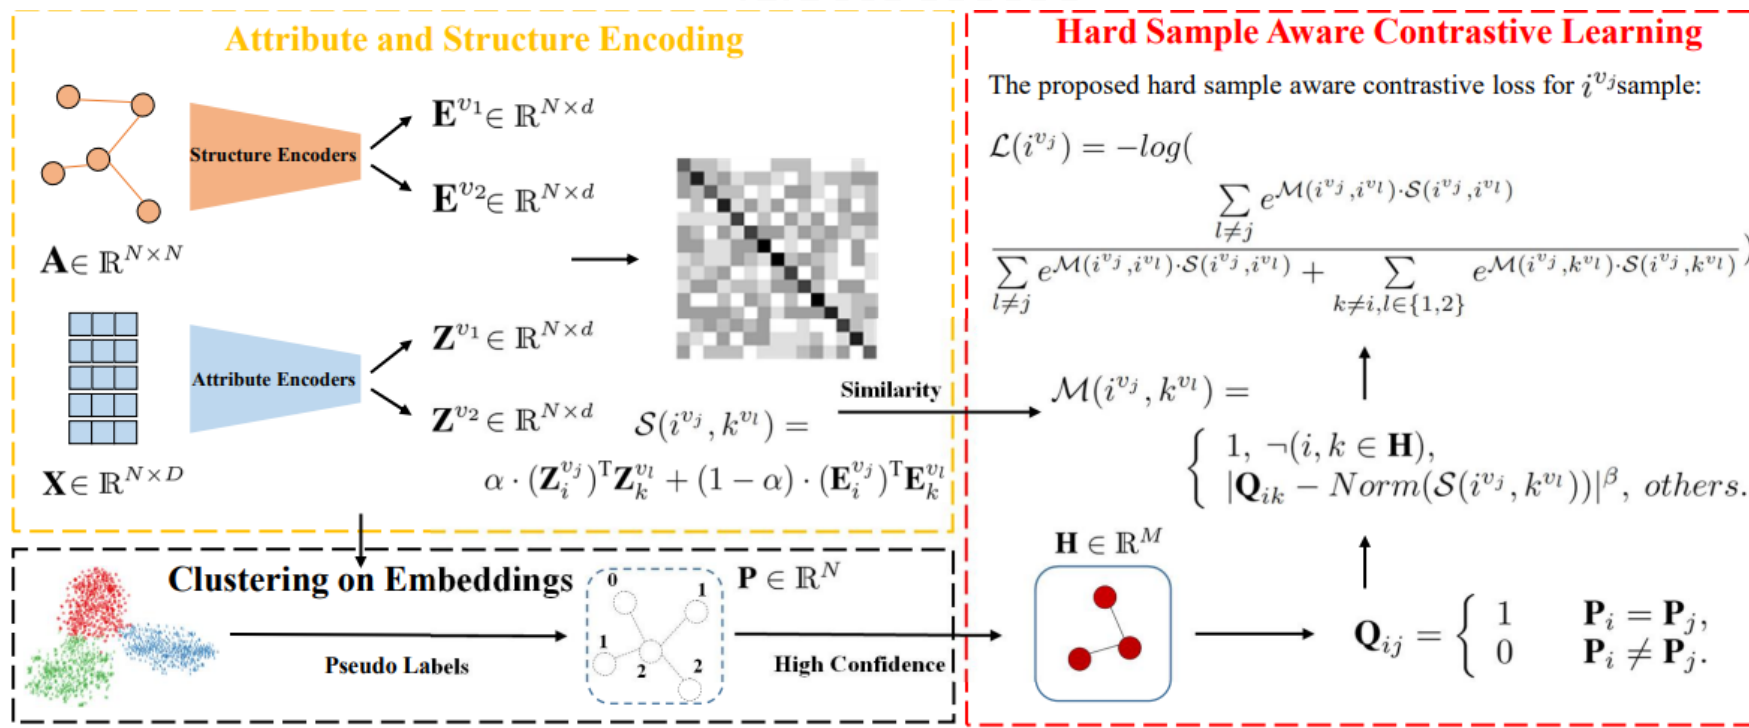 Attribute and Structure Encoding
Structure Encoders
E^{v_1} ∈ ℝ^{N×d}
E^{v_2} ∈ ℝ^{N×d}
A ∈ ℝ^{N×N}
Attribute Encoders
Z^{v_1} ∈ ℝ^{N×d}
Z^{v_2} ∈ ℝ^{N×d}
X ∈ ℝ^{N×D}
S(i^{v_j}, k^{v_l}) =
α · (Z_i^{v_j})^T Z_k^{v_l} + (1 − α) · (E_i^{v_j})^T E_k^{v_l}
Similarity
Clustering on Embeddings
Pseudo Labels
0
1
1
2
2
P ∈ ℝ^N
High Confidence
Hard Sample Aware Contrastive Learning
The proposed hard sample aware contrastive loss for i^{v_j} sample:
L(i^{v_j}) = −log(
∑_{l≠j} e^{M(i^{v_j}, i^{v_l})·S(i^{v_j}, i^{v_l})}
∑_{l≠j} e^{M(i^{v_j}, i^{v_l})·S(i^{v_j}, i^{v_l})} + ∑_{k≠i, l∈{1,2}} e^{M(i^{v_j}, k^{v_l})·S(i^{v_j}, k^{v_l})} )
M(i^{v_j}, k^{v_l}) =
{ 1, ¬(i, k ∈ H),
|Q_{ik} − Norm(S(i^{v_j}, k^{v_l}))|^β, others.
H ∈ ℝ^M
Q_{ij} = { 1 P_i = P_j,
0 P_i ≠ P_j.